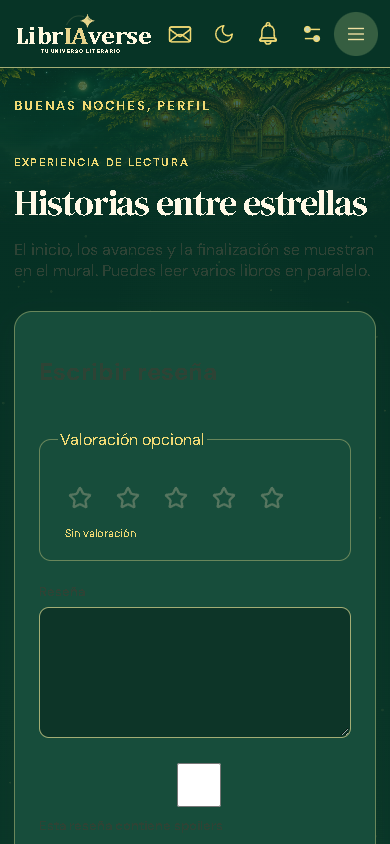 LibrIAverse
TU UNIVERSO LITERARIO
BUENAS NOCHES, PERFIL
EXPERIENCIA DE LECTURA
Historias entre estrellas
El inicio, los avances y la finalización se muestran
en el mural. Puedes leer varios libros en paralelo.
Escribir reseña
Valoración opcional
Sin valoración